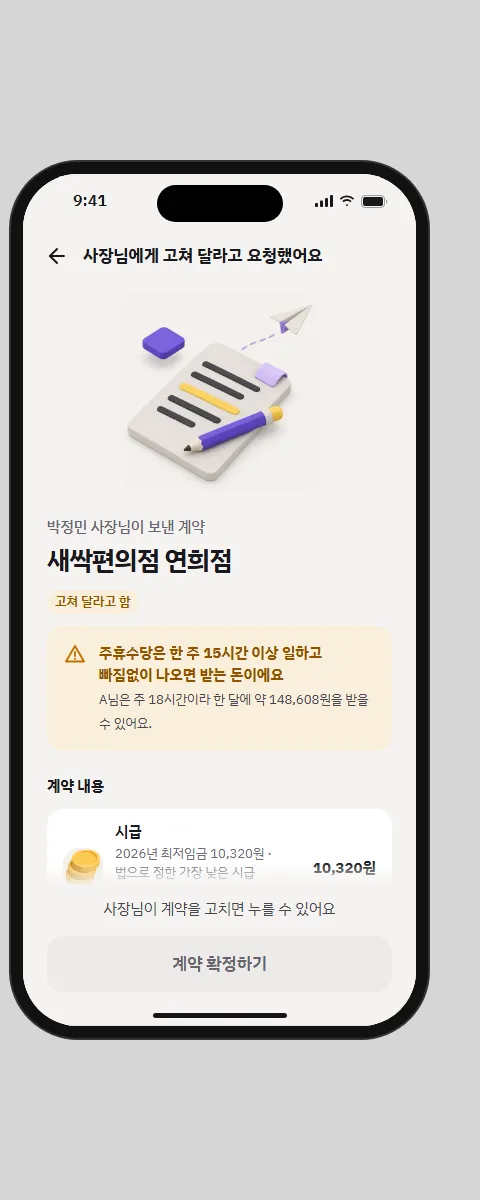 9:41
사장님에게 고쳐 달라고 요청했어요
박정민 사장님이 보낸 계약
새싹편의점 연희점
고쳐 달라고 함
주휴수당은 한 주 15시간 이상 일하고
빠짐없이 나오면 받는 돈이에요
A님은 주 18시간이라 한 달에 약 148,608원을 받을
수 있어요.
계약 내용
시급
2026년 최저임금 10,320원 ·
법으로 정한 가장 낮은 시급
10,320원
사장님이 계약을 고치면 누를 수 있어요
계약 확정하기